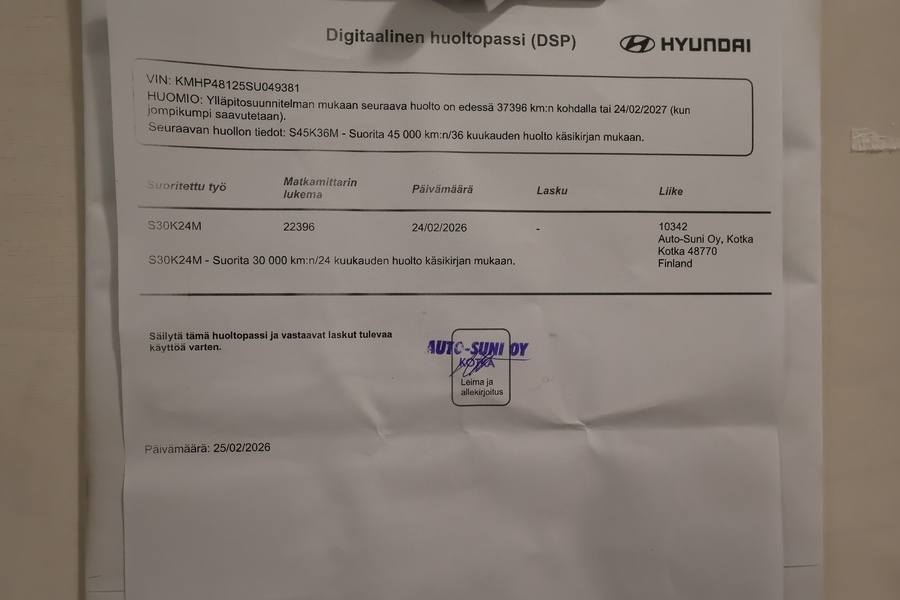 Digitaalinen huoltopassi (DSP)
HYUNDAI
VIN: KMHP48125SU049381
HUOMIO: Ylläpitosuunnitelman mukaan seuraava huolto on edessä 37396 km:n kohdalla tai 24/02/2027 (kun
jompikumpi saavutetaan).
Seuraavan huollon tiedot: S45K36M - Suorita 45 000 km:n/36 kuukauden huolto käsikirjan mukaan.
Suoritettu työ
Matkamittarin
lukema
Päivämäärä
Lasku
Liike
S30K24M
22396
24/02/2026
-
10342
Auto-Suni Oy, Kotka
Kotka 48770
Finland
S30K24M - Suorita 30 000 km:n/24 kuukauden huolto käsikirjan mukaan.
Säilytä tämä huoltopassi ja vastaavat laskut tulevaa
käyttöä varten.
AUTO-SUNI OY
KOTKA
Leima ja
allekirjoitus
Päivämäärä: 25/02/2026